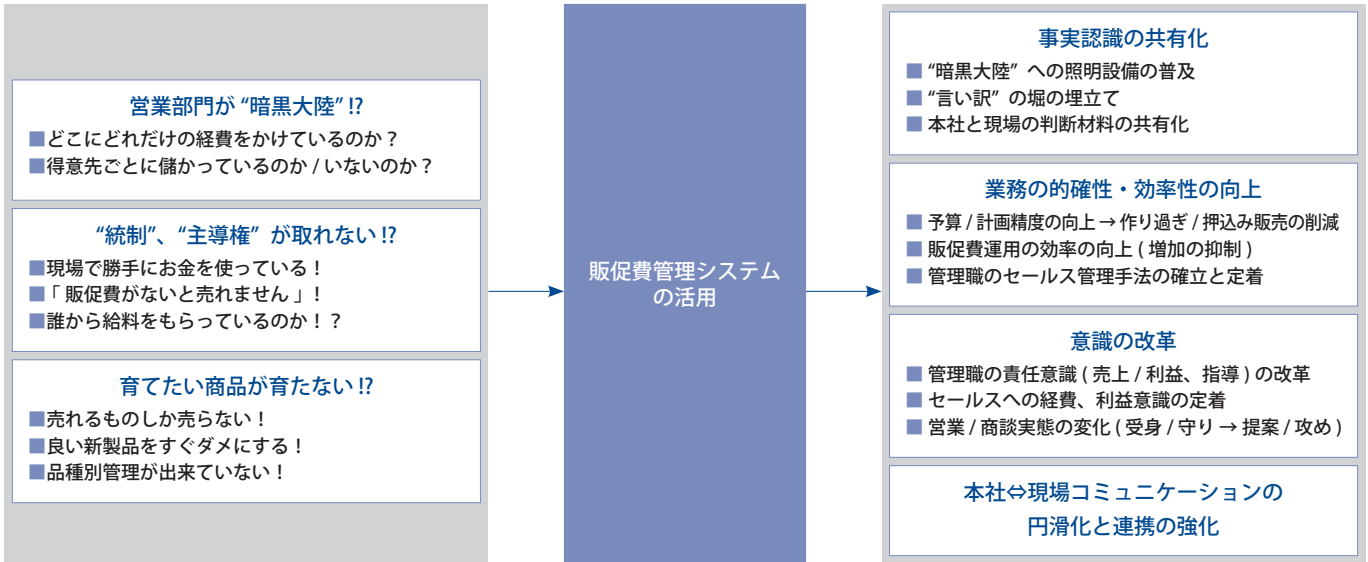 営業部門が “暗黒大陸” !?
■どこにどれだけの経費をかけているのか？
■得意先ごとに儲かっているのか / いないのか？
“統制”、“主導権” が取れない !?
■現場で勝手にお金を使っている！
■「 販促費がないと売れません 」！
■誰から給料をもらっているのか！？
育てたい商品が育たない !?
■売れるものしか売らない！
■良い新製品をすぐダメにする！
■品種別管理が出来ていない！
販促費管理システム
の活用
事実認識の共有化
■ “暗黒大陸” への照明設備の普及
■ “言い訳” の堀の埋立て
■ 本社と現場の判断材料の共有化
業務の的確性・効率性の向上
■ 予算 / 計画精度の向上 → 作り過ぎ / 押込み販売の削減
■ 販促費運用の効率の向上 ( 増加の抑制 )
■ 管理職のセールス管理手法の確立と定着
意識の改革
■ 管理職の責任意識 ( 売上 / 利益、指導 ) の改革
■ セールスへの経費、利益意識の定着
■ 営業 / 商談実態の変化 ( 受身 / 守り → 提案 / 攻め )
本社⇔現場コミュニケーションの
円滑化と連携の強化